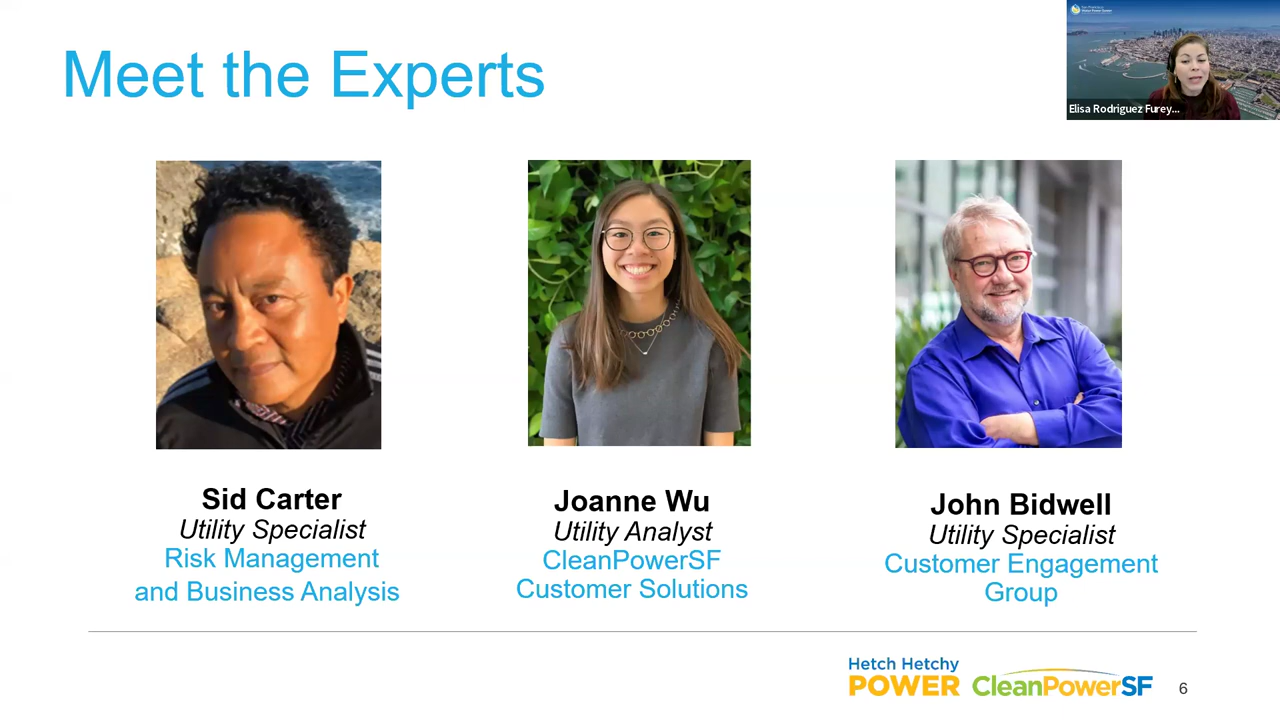 Meet the Experts
Elisa Rodriguez Furey...
Sid Carter
Utility Specialist
Risk Management
and Business Analysis
Joanne Wu
Utility Analyst
CleanPowerSF
Customer Solutions
John Bidwell
Utility Specialist
Customer Engagement
Group
Hetch Hetchy
POWER
CleanPowerSF
6